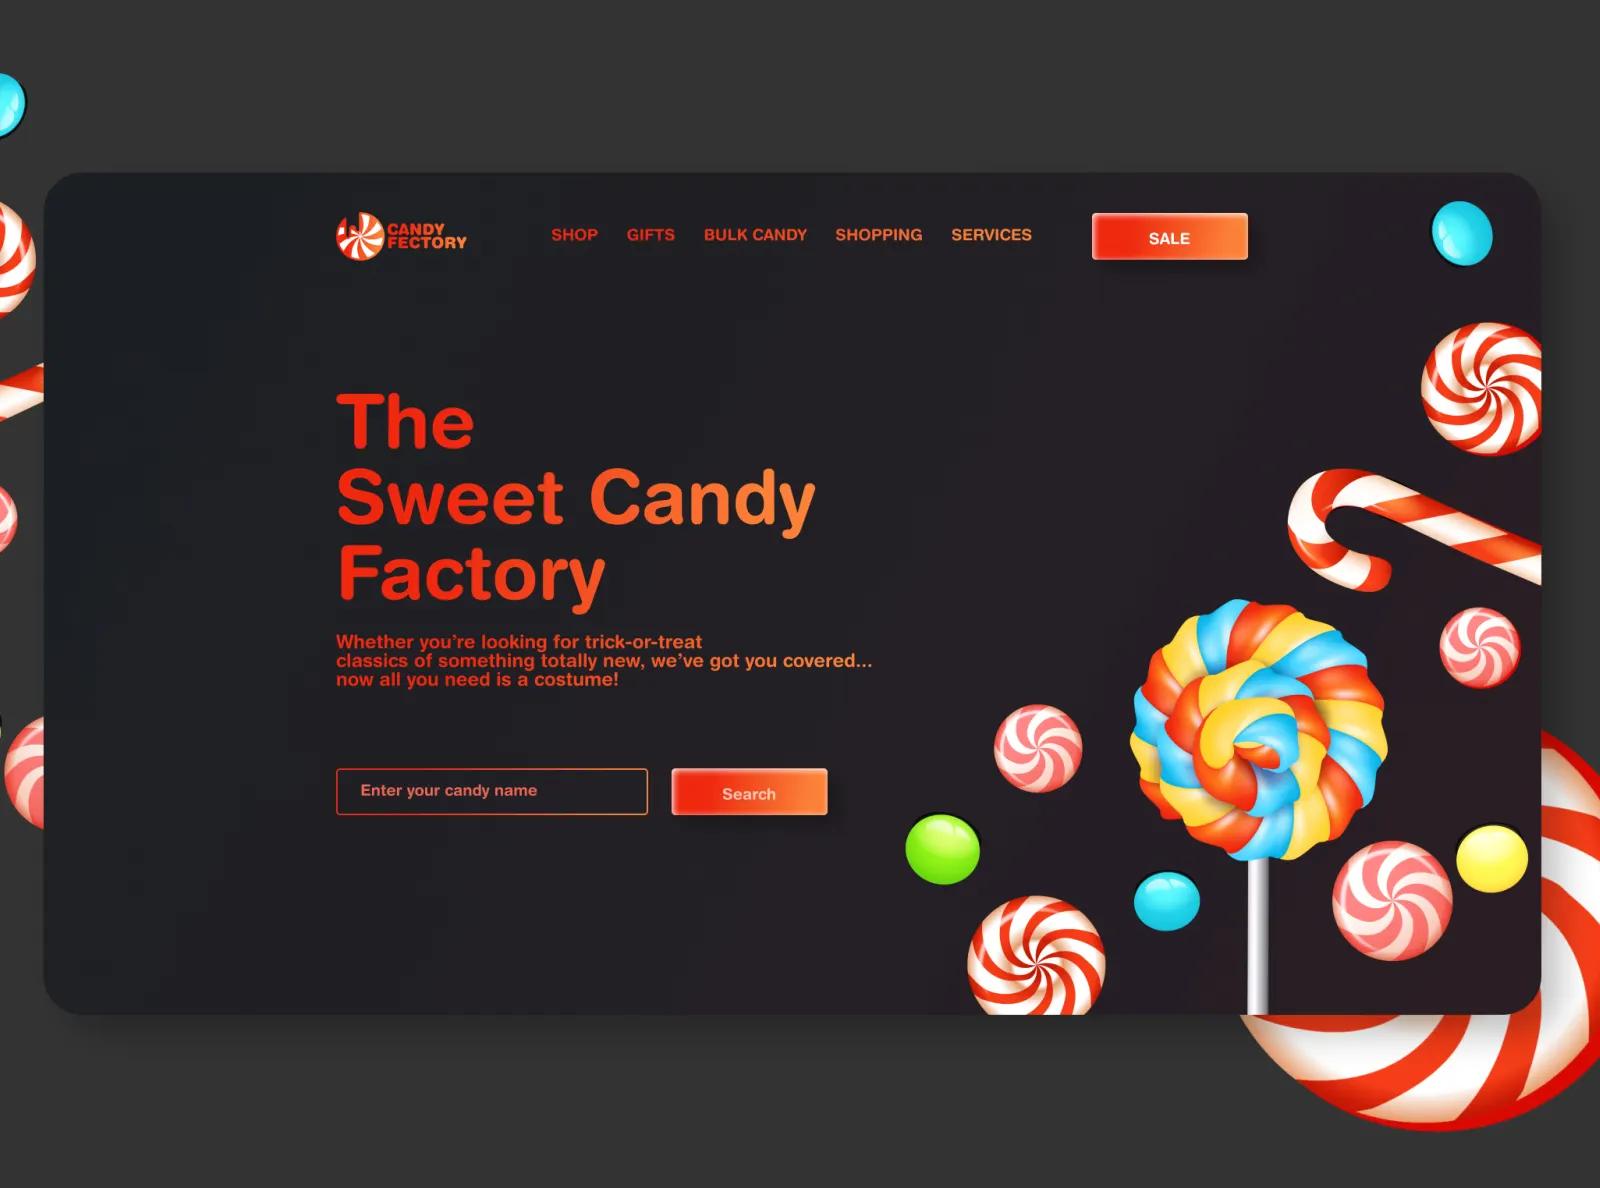 CANDY
FECTORY
SHOP GIFTS BULK CANDY SHOPPING SERVICES SALE
The
Sweet Candy
Factory
Whether you’re looking for trick-or-treat
classics of something totally new, we’ve got you covered...
now all you need is a costume!
Enter your candy name Search